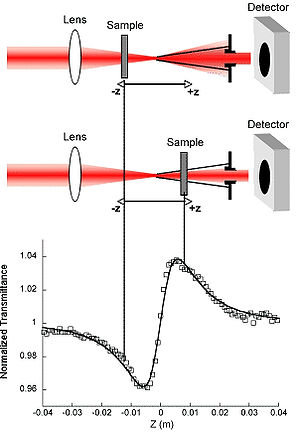 Detector
Sample
Lens
-z
+z
Detector
Sample
Lens
-z
+z
Normalized Transmittance
1.04
1.02
1
0.98
0.96
-0.04
-0.03
-0.02
-0.01
0
0.01
0.02
0.03
0.04
Z (m)